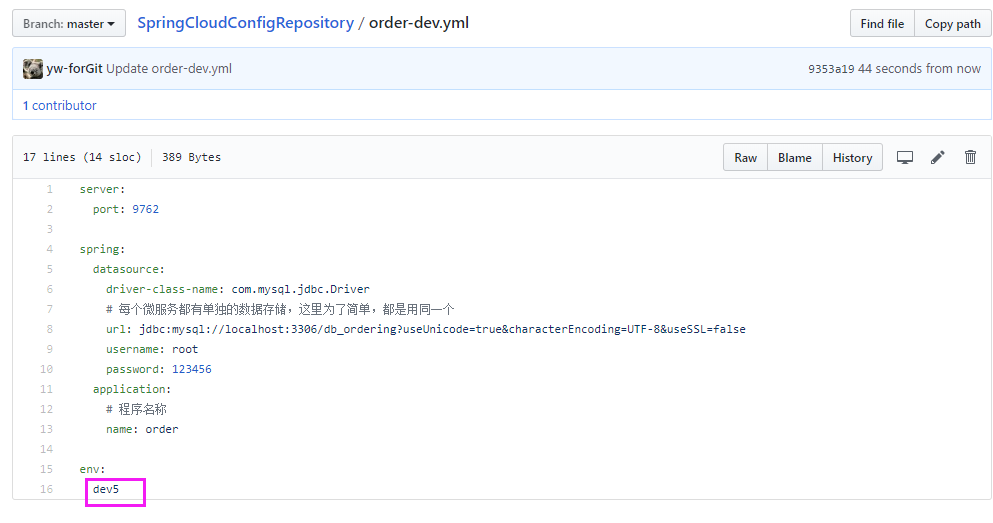 Branch: master
SpringCloudConfigRepository / order-dev.yml
Find file
Copy path
yw-forGit Update order-dev.yml
9353a19 44 seconds from now
1 contributor
17 lines (14 sloc) 389 Bytes
Raw
Blame
History
1 server:
2   port: 9762
3
4 spring:
5   datasource:
6     driver-class-name: com.mysql.jdbc.Driver
7     # 每个微服务都有单独的数据存储，这里为了简单，都是用同一个
8     url: jdbc:mysql://localhost:3306/db_ordering?useUnicode=true&characterEncoding=UTF-8&useSSL=false
9     username: root
10     password: 123456
11   application:
12     # 程序名称
13     name: order
14
15 env:
16   dev5